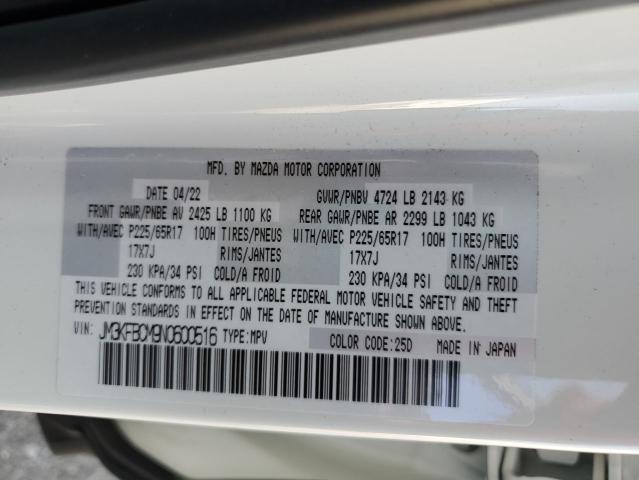 MFD. BY MAZDA MOTOR CORPORATION
DATE 04/22 GVWR/PNBV 4724 LB 2143 KG
FRONT GAWR/PNBE AV 2425 LB 1100 KG REAR GAWR/PNBE AR 2299 LB 1043 KG
WITH/AVEC P225/65R17 100H TIRES/PNEUS WITH/AVEC P225/65R17 100H TIRES/PNEUS
17X7J RIMS/JANTES 17X7J RIMS/JANTES
230 KPA/34 PSI COLD/A FROID 230 KPA/34 PSI COLD/A FROID
THIS VEHICLE CONFORMS TO ALL APPLICABLE FEDERAL MOTOR VEHICLE SAFETY AND THEFT
PREVENTION STANDARDS IN EFFECT ON THE DATE OF MANUFACTURE SHOWN ABOVE.
VIN: JM3KFBCM9N0600516 TYPE:MPV COLOR CODE:25D MADE IN JAPAN